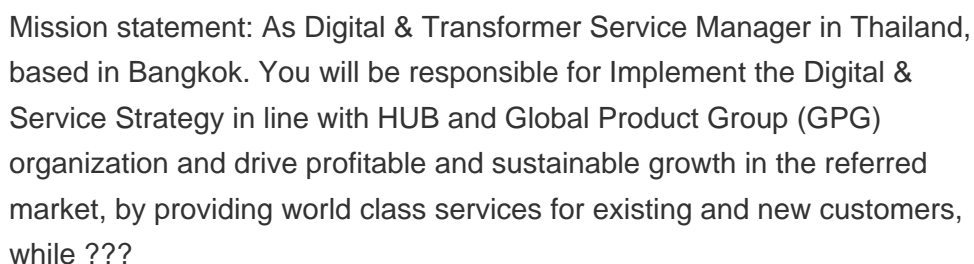 Mission statement: As Digital & Transformer Service Manager in Thailand,
based in Bangkok. You will be responsible for Implement the Digital &
Service Strategy in line with HUB and Global Product Group (GPG)
organization and drive profitable and sustainable growth in the referred
market, by providing world class services for existing and new customers,
while ???